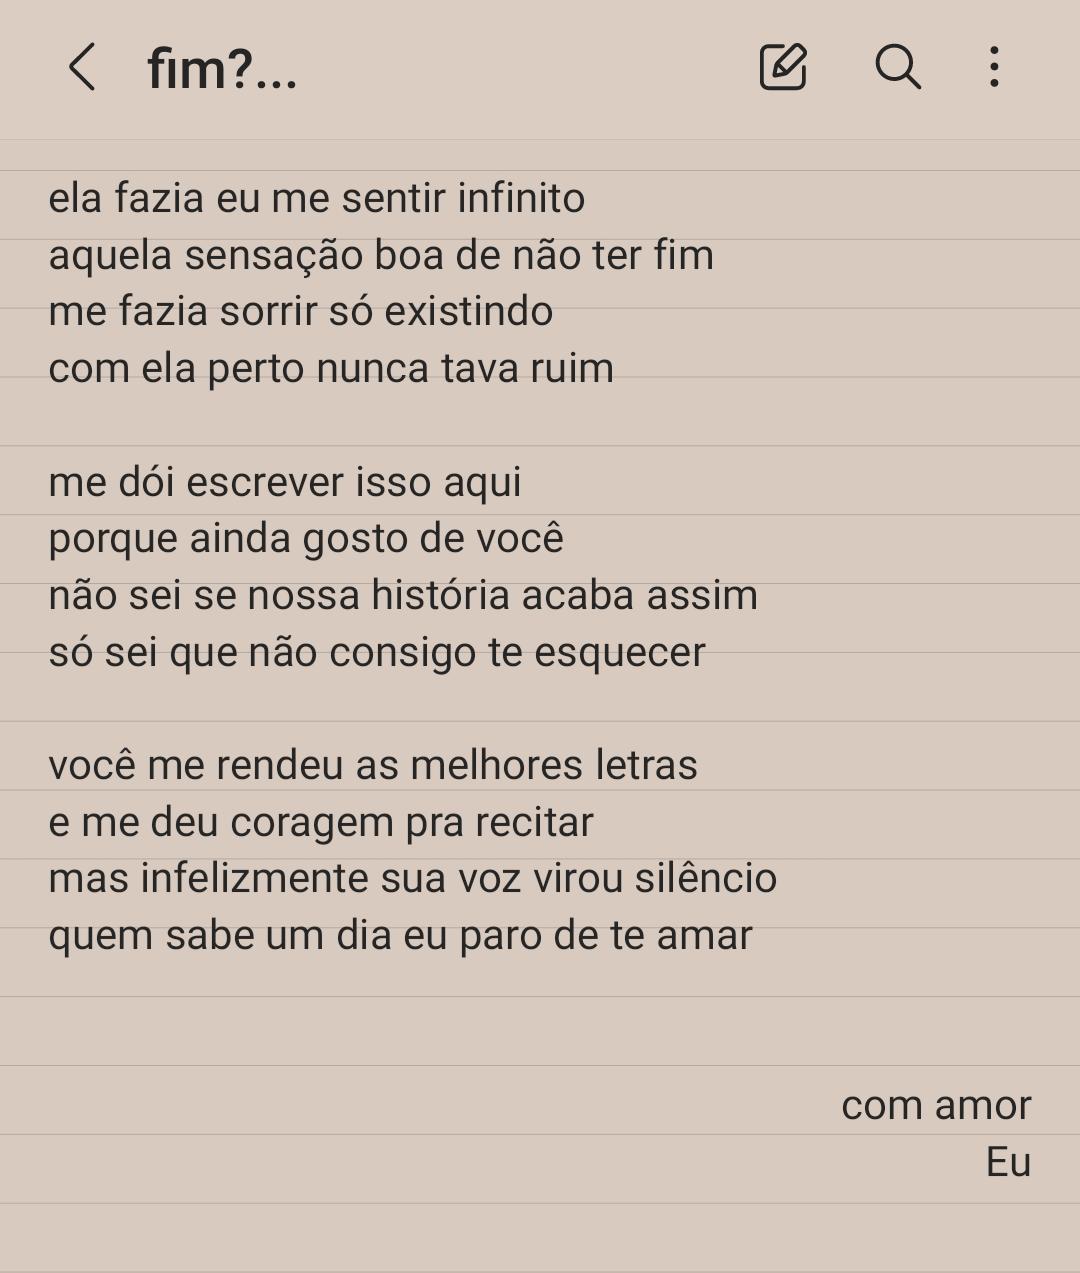 fim?...
ela fazia eu me sentir infinito
aquela sensação boa de não ter fim
me fazia sorrir só existindo
com ela perto nunca tava ruim
me dói escrever isso aqui
porque ainda gosto de você
não sei se nossa história acaba assim
só sei que não consigo te esquecer
você me rendeu as melhores letras
e me deu coragem pra recitar
mas infelizmente sua voz virou silêncio
quem sabe um dia eu paro de te amar
com amor
Eu